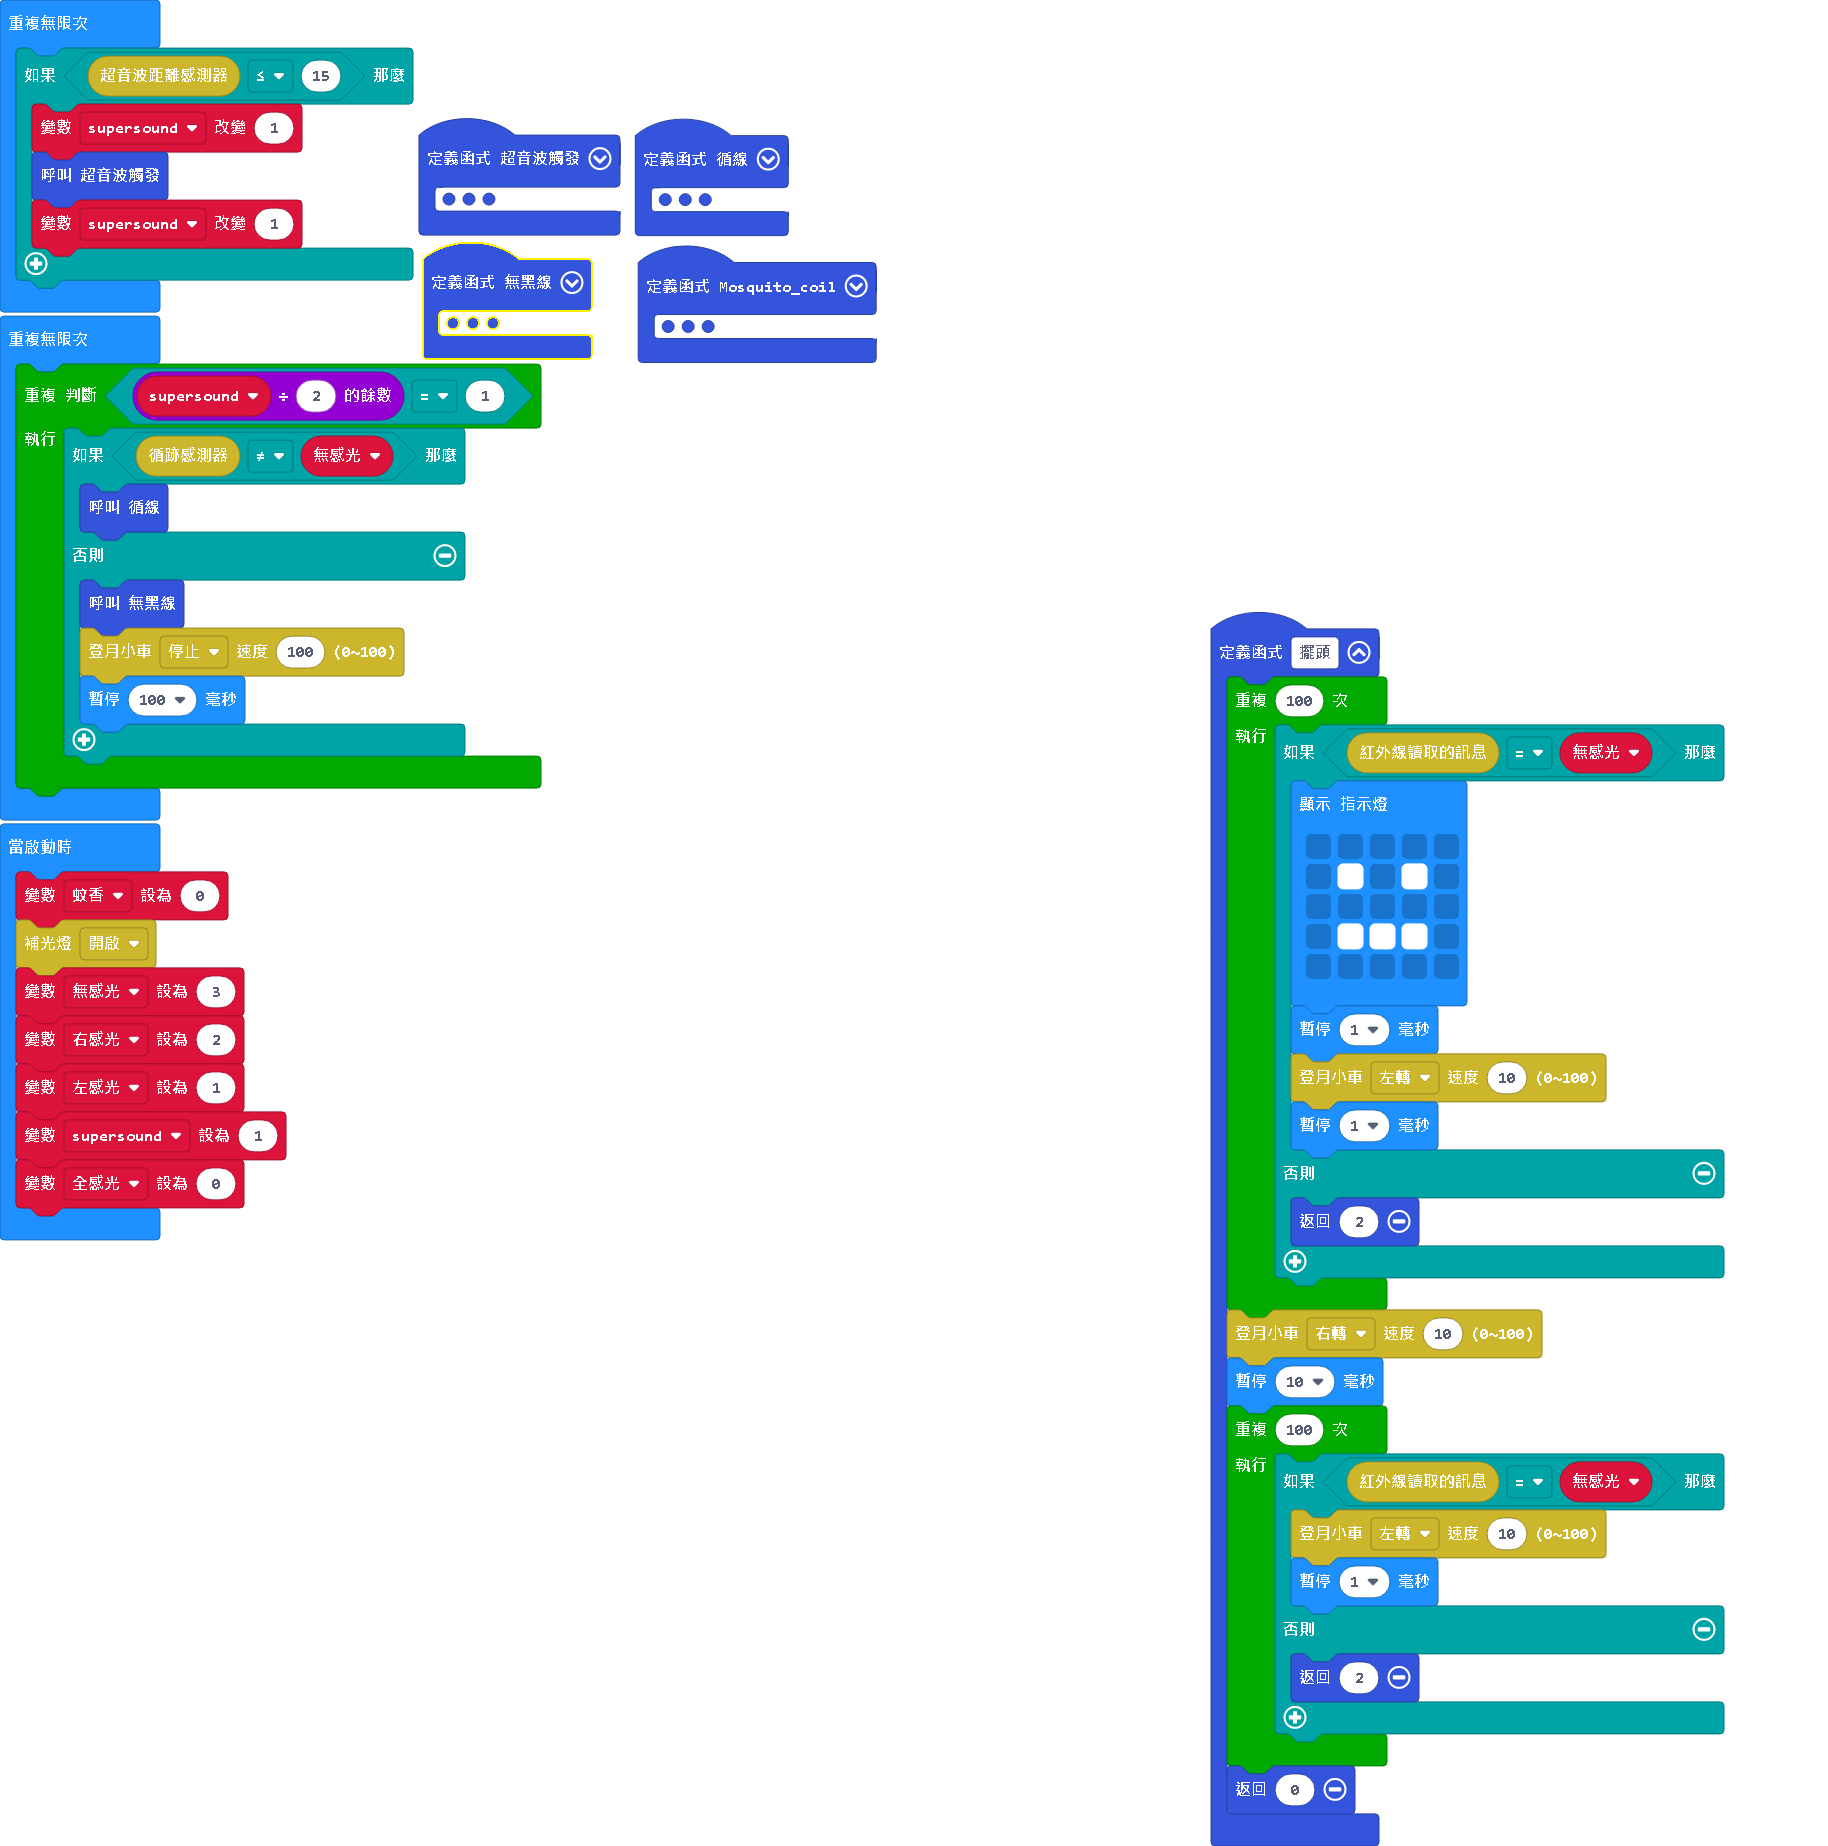 重複無限次
如果 超音波距離感測器 ≤ 15 那麼
變數 supersound 改變 1
呼叫 超音波觸發
變數 supersound 改變 1
定義函式 超音波觸發
定義函式 循線
定義函式 無黑線
定義函式 Mosquito_coil
重複無限次
重複 判斷 supersound ÷ 2 的餘數 = 1
執行
如果 循跡感測器 ≠ 無感光 那麼
呼叫 循線
否則
呼叫 無黑線
登月小車 停止 速度 100 (0~100)
暫停 100 毫秒
當啟動時
變數 蚊香 設為 0
補光燈 開啟
變數 無感光 設為 3
變數 右感光 設為 2
變數 左感光 設為 1
變數 supersound 設為 1
變數 全感光 設為 0
定義函式 擺頭
重複 100 次
執行
如果 紅外線讀取的訊息 = 無感光 那麼
顯示 指示燈
暫停 1 毫秒
登月小車 左轉 速度 10 (0~100)
暫停 1 毫秒
否則
返回 2
登月小車 右轉 速度 10 (0~100)
暫停 10 毫秒
重複 100 次
執行
如果 紅外線讀取的訊息 = 無感光 那麼
登月小車 左轉 速度 10 (0~100)
暫停 1 毫秒
否則
返回 2
返回 0